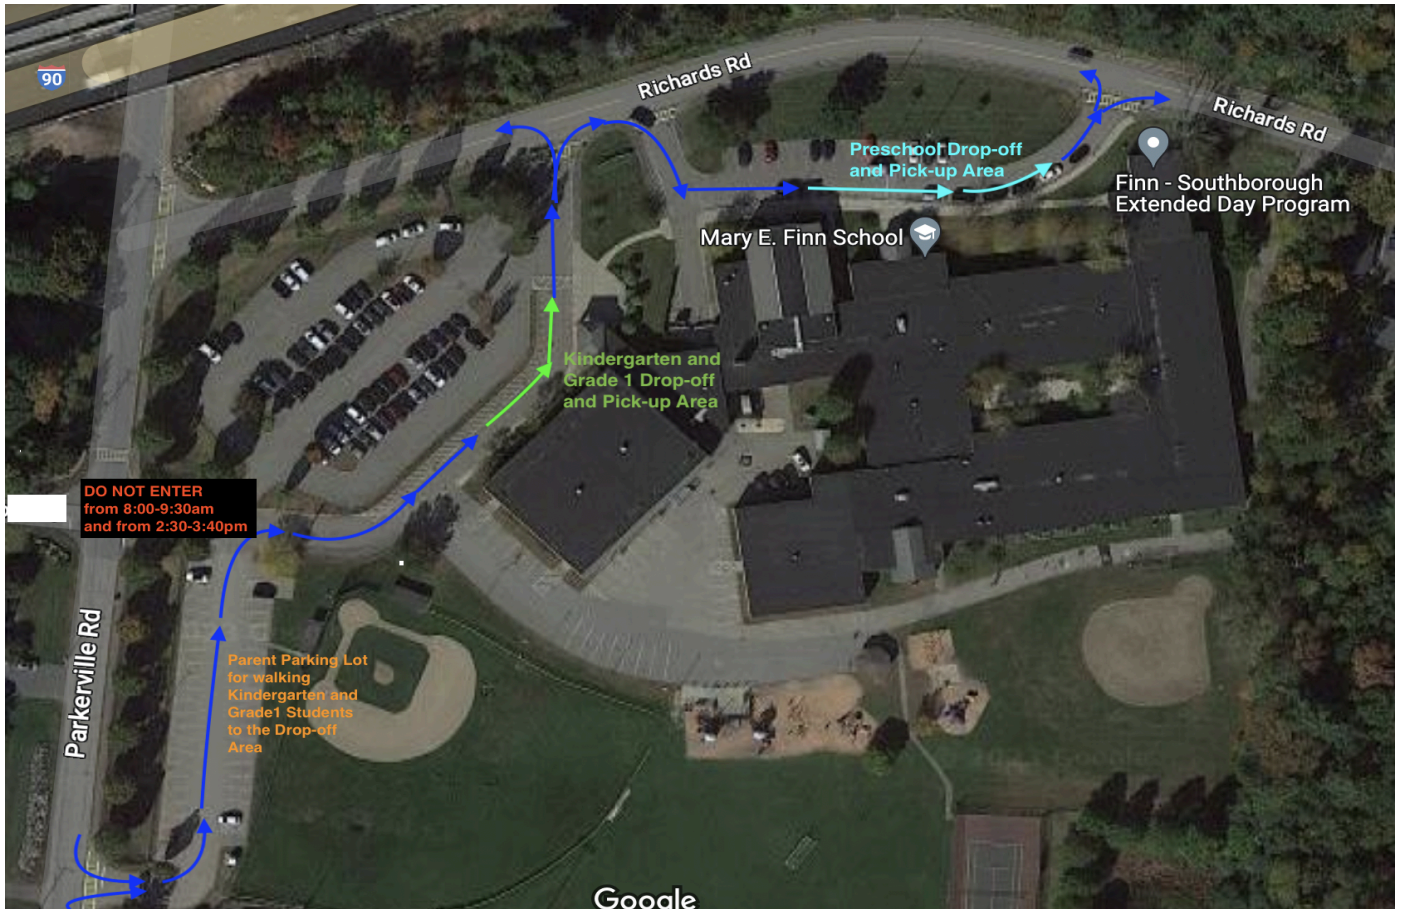 90
Richards Rd
Richards Rd
Preschool Drop-off
and Pick-up Area
Finn - Southborough
Extended Day Program
Mary E. Finn School
Kindergarten and
Grade 1 Drop-off
and Pick-up Area
DO NOT ENTER
from 8:00-9:30am
and from 2:30-3:40pm
Parkerville Rd
Parent Parking Lot
for walking
Kindergarten and
Grade1 Students
to the Drop-off
Area
Google